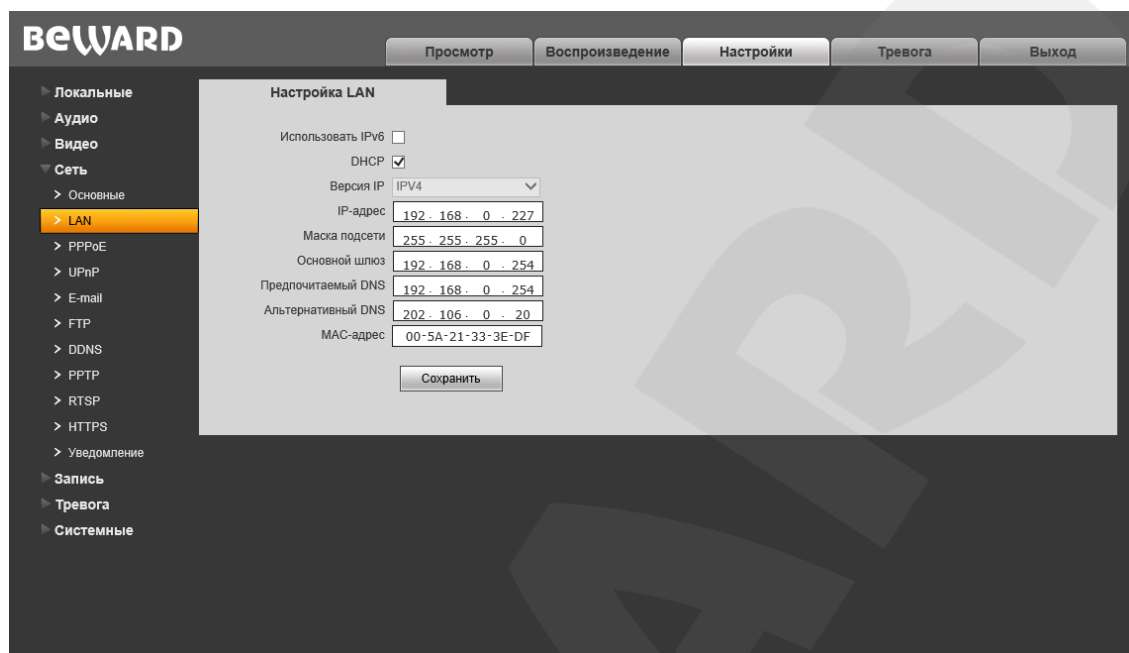 BEWARD
Просмотр Воспроизведение Настройки Тревога Выход
Локальные
Аудио
Видео
Сеть
> Основные
> LAN
> PPPoE
> UPnP
> E-mail
> FTP
> DDNS
> PPTP
> RTSP
> HTTPS
> Уведомление
Запись
Тревога
Системные
Настройка LAN
Использовать IPv6
DHCP
Версия IP IPV4
IP-адрес 192 . 168 . 0 . 227
Маска подсети 255 . 255 . 255 . 0
Основной шлюз 192 . 168 . 0 . 254
Предпочитаемый DNS 192 . 168 . 0 . 254
Альтернативный DNS 202 . 106 . 0 . 20
MAC-адрес 00-5A-21-33-3E-DF
Сохранить